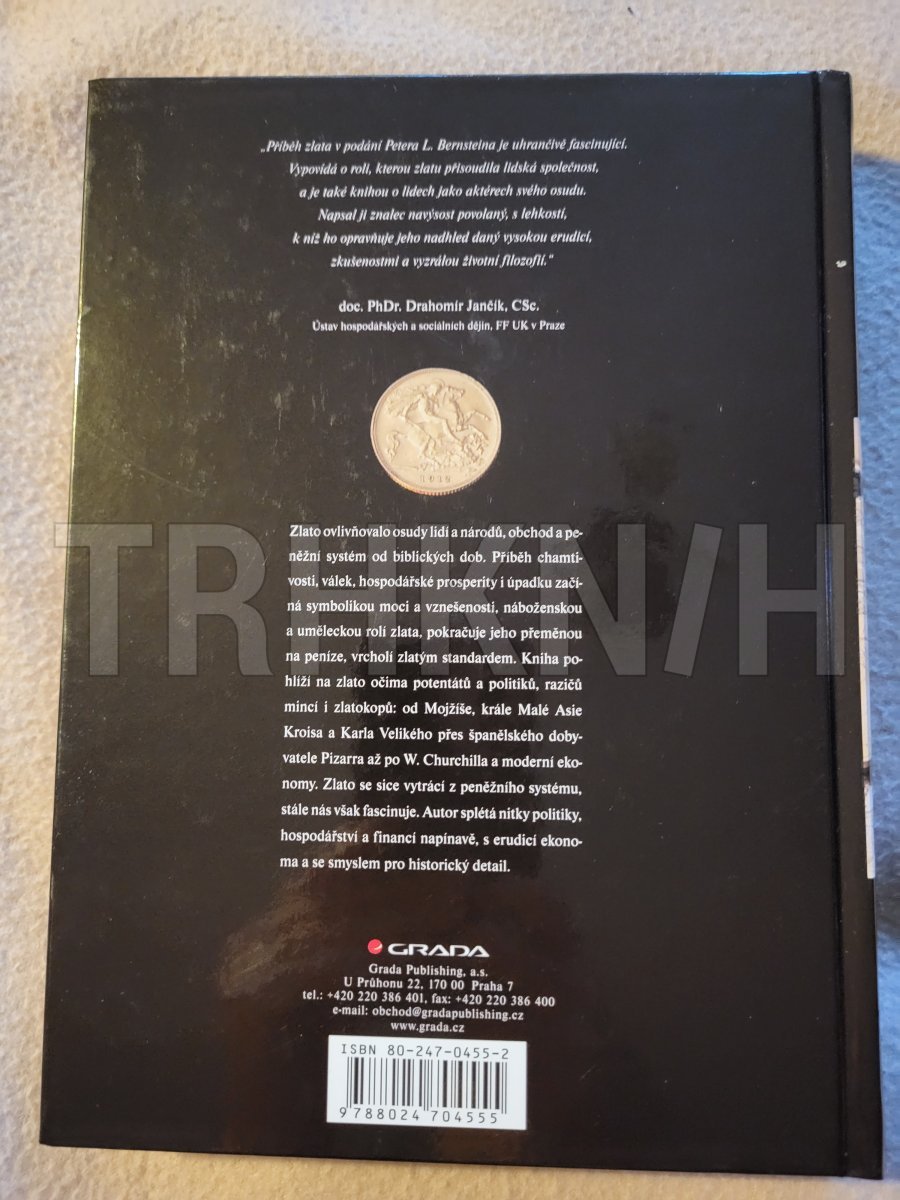 „Příběh zlata v podání Petera L. Bernsteina je uhrančivě fascinující.
Vypovídá o roli, kterou zlatu přisoudila lidská společnost,
a je také knihou o lidech jako aktérech svého osudu.
Napsal ji znalec navýsost povolaný, s lehkostí,
k níž ho opravňuje jeho nadhled daný vysokou erudicí,
zkušenostmi a vyzrálou životní filozofií.“
doc. PhDr. Drahomír Jančík, CSc.
Ústav hospodářských a sociálních dějin, FF UK v Praze
1910
Zlato ovlivňovalo osudy lidí a národů, obchod a pe-
něžní systém od biblických dob. Příběh chamti-
vosti, válek, hospodářské prosperity i úpadku začí-
ná symbolikou moci a vznešenosti, náboženskou
a uměleckou rolí zlata, pokračuje jeho přeměnou
na peníze, vrcholí zlatým standardem. Kniha po-
hlíží na zlato očima potentátů a politiků, razičů
mincí i zlatokopů: od Mojžíše, krále Malé Asie
Kroisa a Karla Velikého přes španělského doby-
vatele Pizarra až po W. Churchilla a moderní eko-
nomy. Zlato se sice vytrácí z peněžního systému,
stále nás však fascinuje. Autor splétá nitky politiky,
hospodářství a financí napínavě, s erudicí ekono-
ma a se smyslem pro historický detail.
TRHKN/H
GRADA
Grada Publishing, a.s.
U Průhonu 22, 170 00 Praha 7
tel.: +420 220 386 401, fax: +420 220 386 400
e-mail: obchod@gradapublishing.cz
www.grada.cz
ISBN 80-247-0455-2
9788024704555